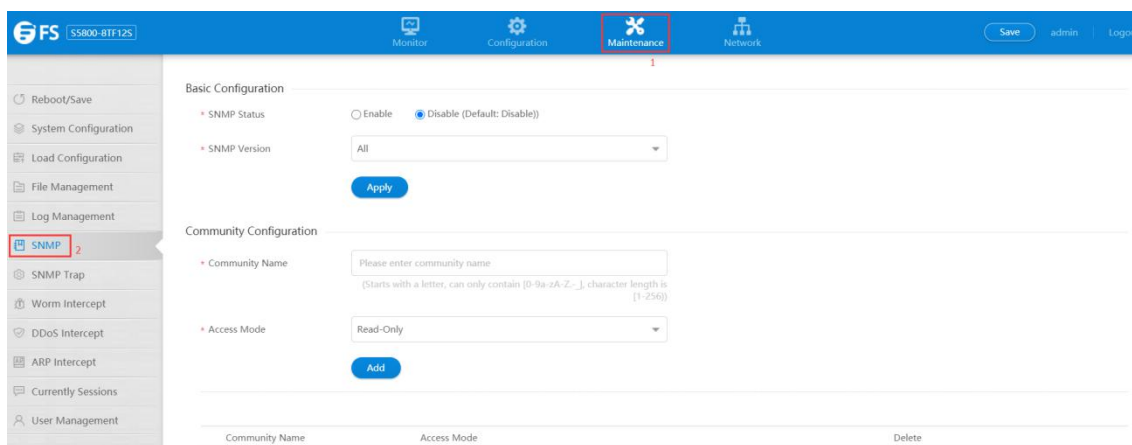 FS S5800-8TF12S
Monitor
Configuration
Maintenance
Network
Save
admin
Logo
1
Reboot/Save
System Configuration
Load Configuration
File Management
Log Management
SNMP
2
SNMP Trap
Worm Intercept
DDoS Intercept
ARP Intercept
Currently Sessions
User Management
Basic Configuration
* SNMP Status
Enable
Disable (Default: Disable))
* SNMP Version
All
Apply
Community Configuration
* Community Name
Please enter community name
(Starts with a letter, can only contain [0-9a-zA-Z.-_], character length is
[1-256])
* Access Mode
Read-Only
Add
Community Name
Access Mode
Delete